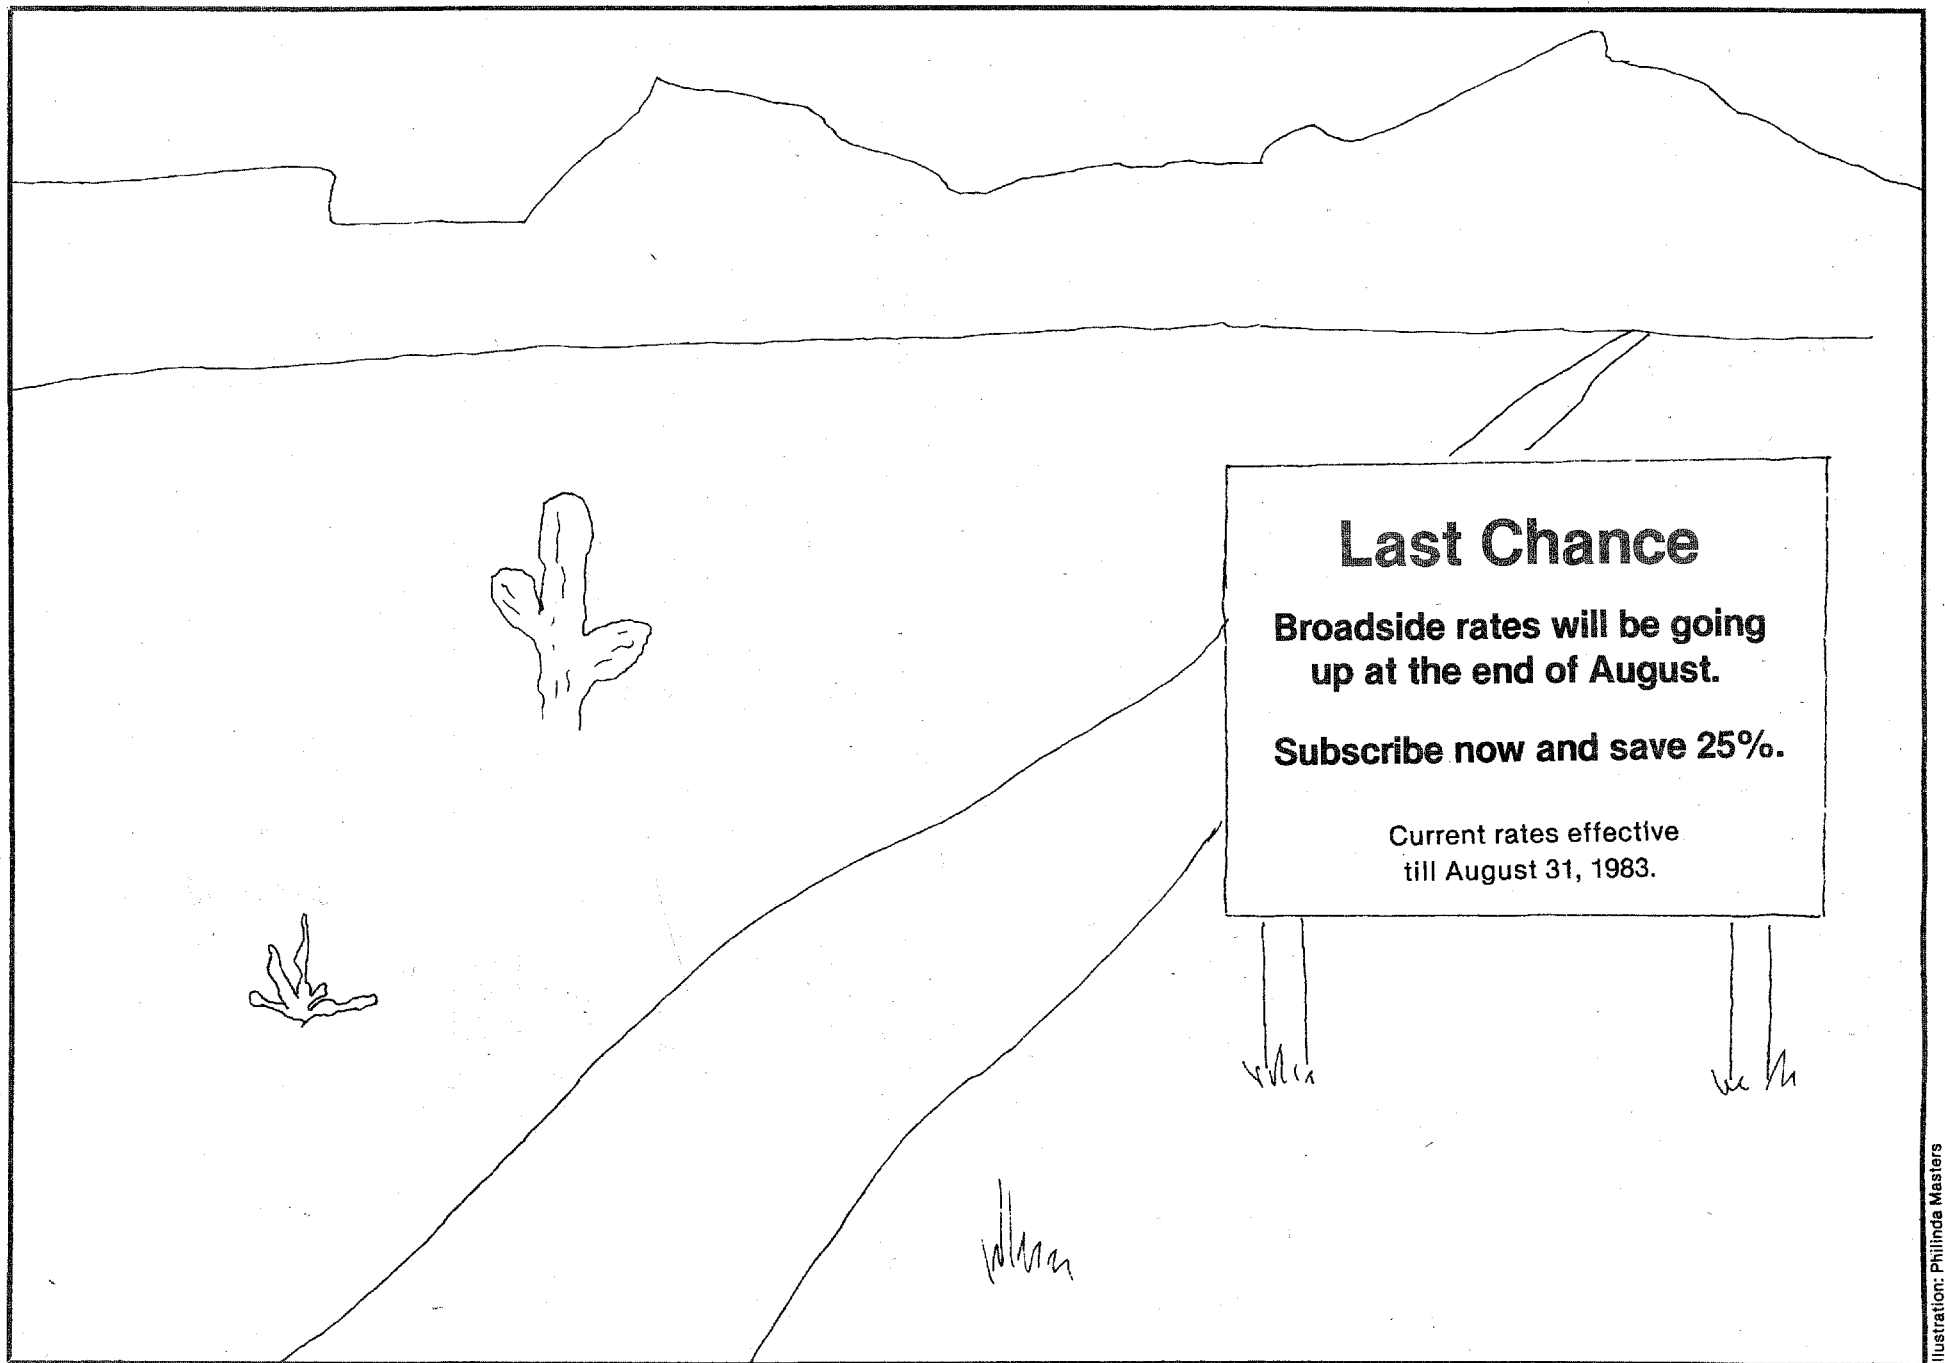 Last Chance
Broadside rates will be going
up at the end of August.
Subscribe now and save 25%.
Current rates effective
till August 31, 1983.
Illustration: Philinda Masters